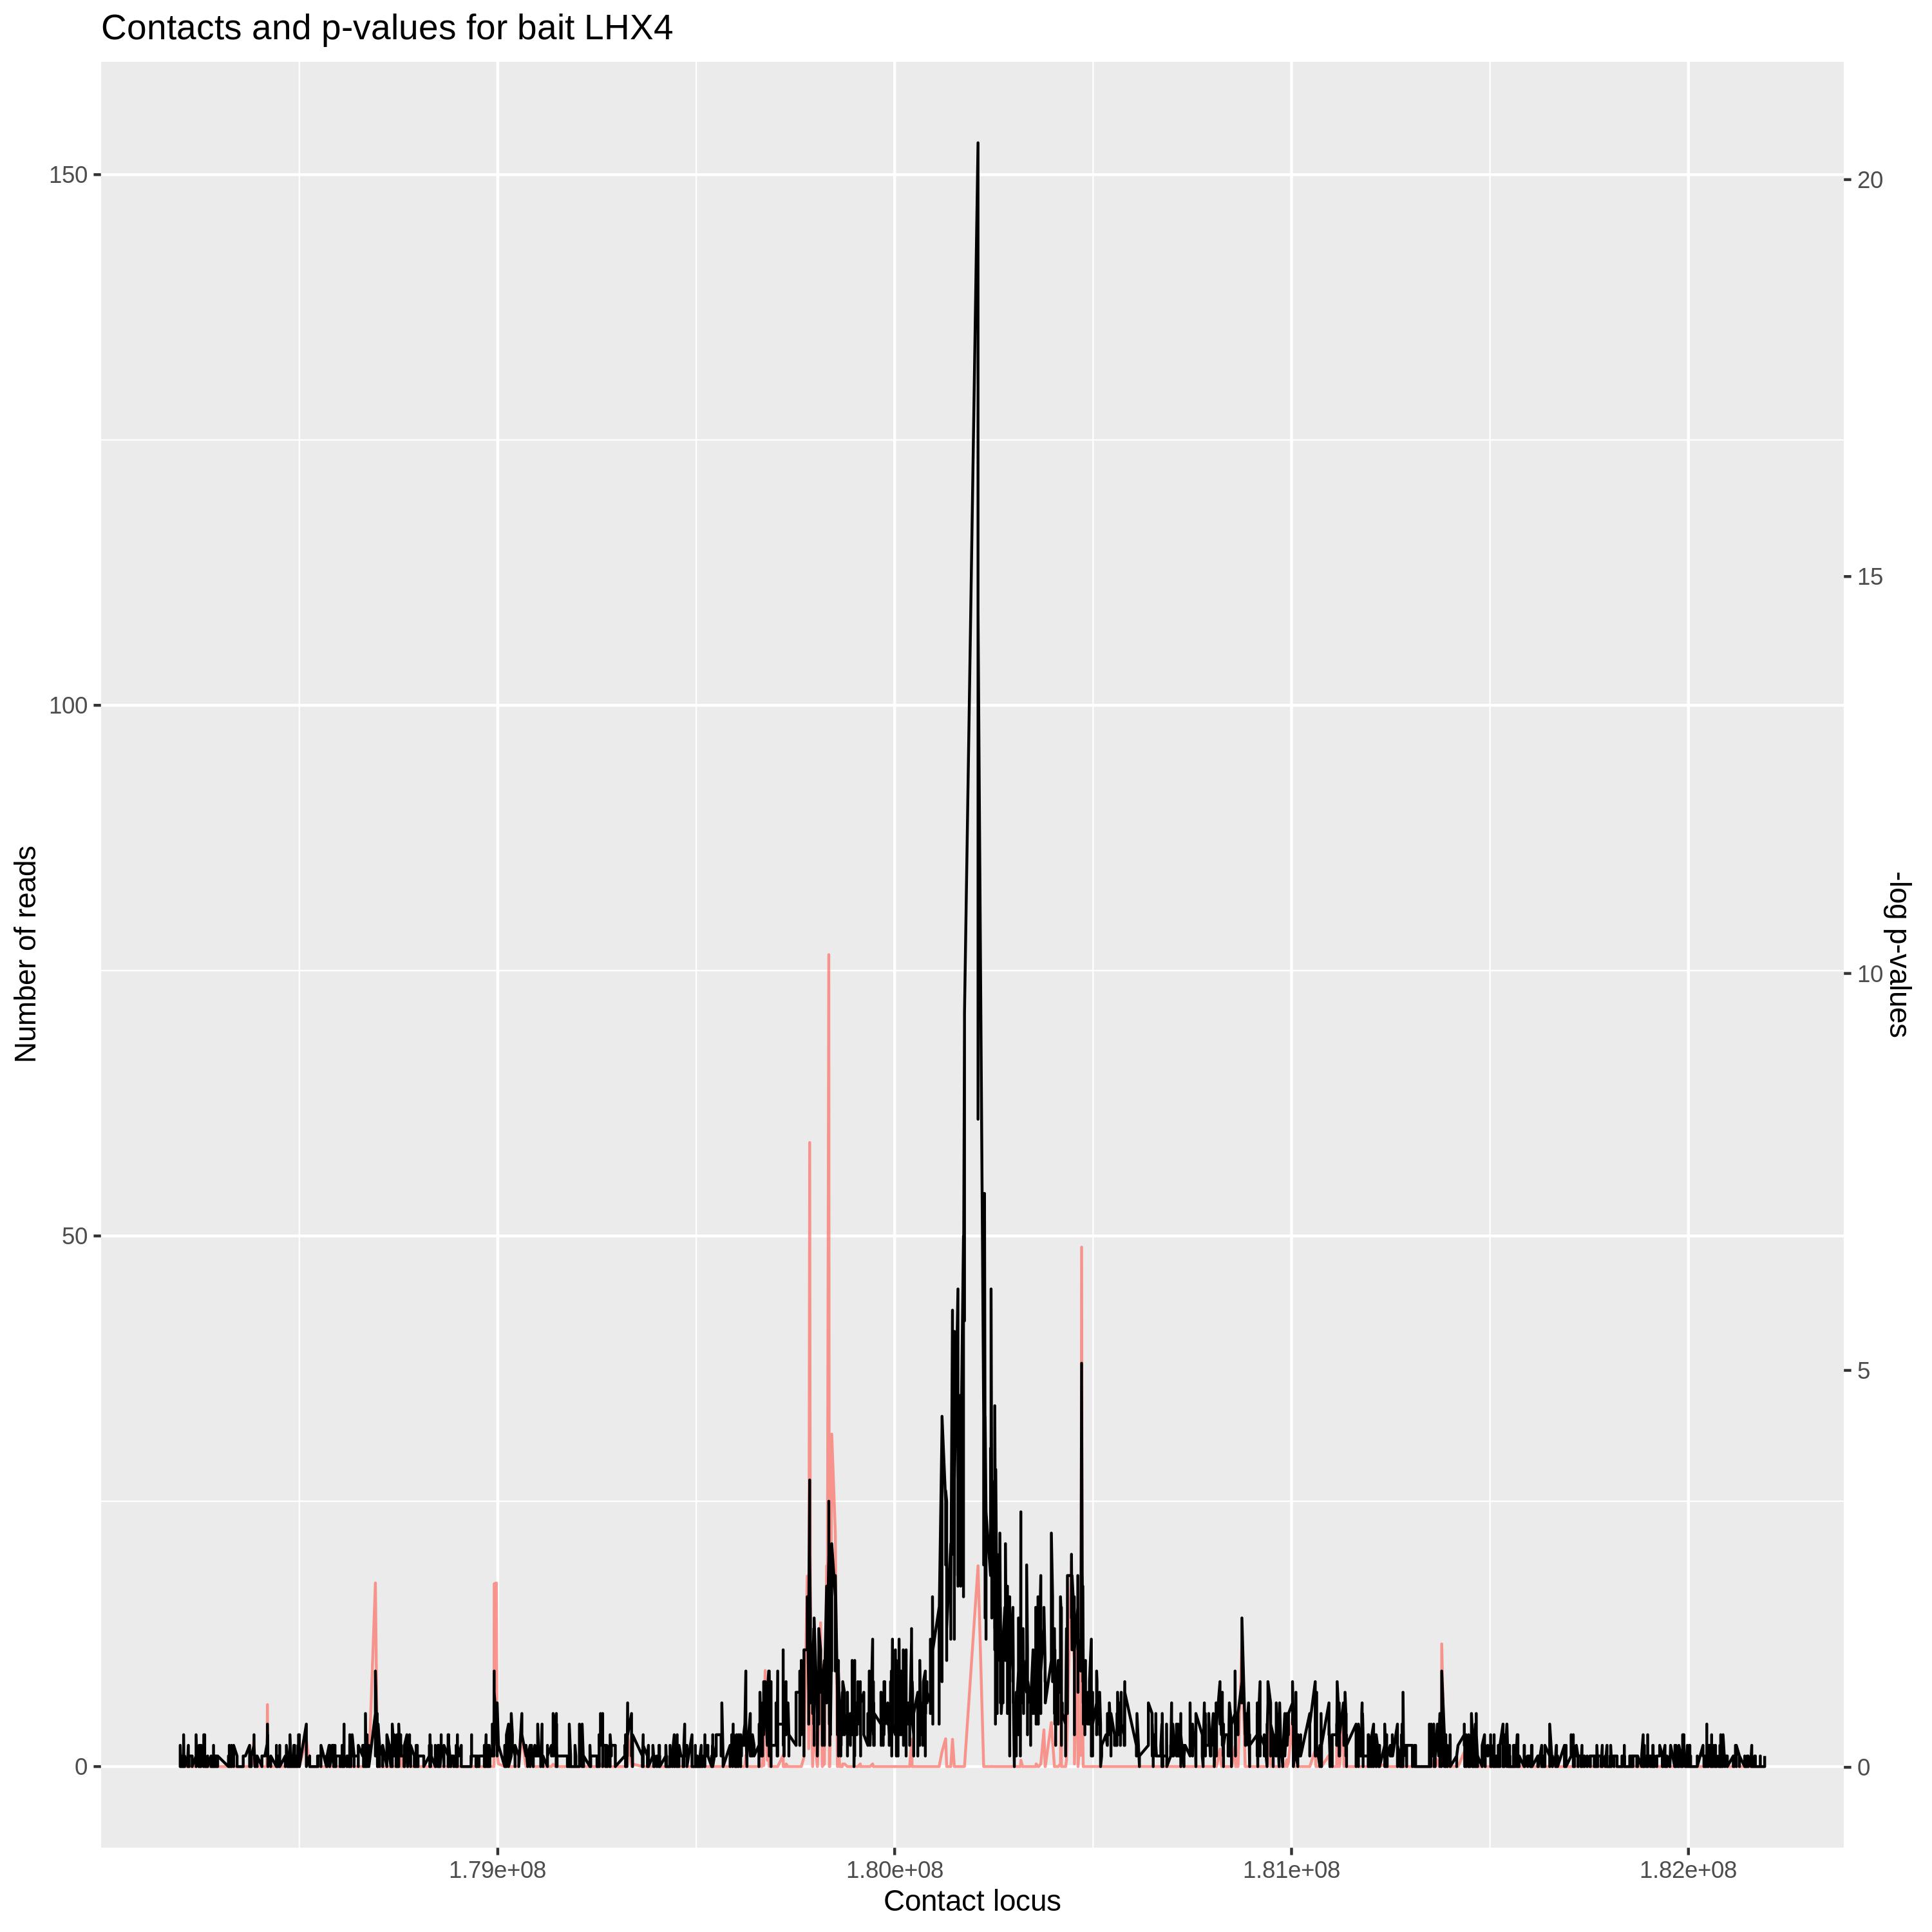 Contacts and p-values for bait LHX4
150
100
50
0
Number of reads
20
15
10
5
0
-log p-values
1.79e+08
1.80e+08
1.81e+08
1.82e+08
Contact locus